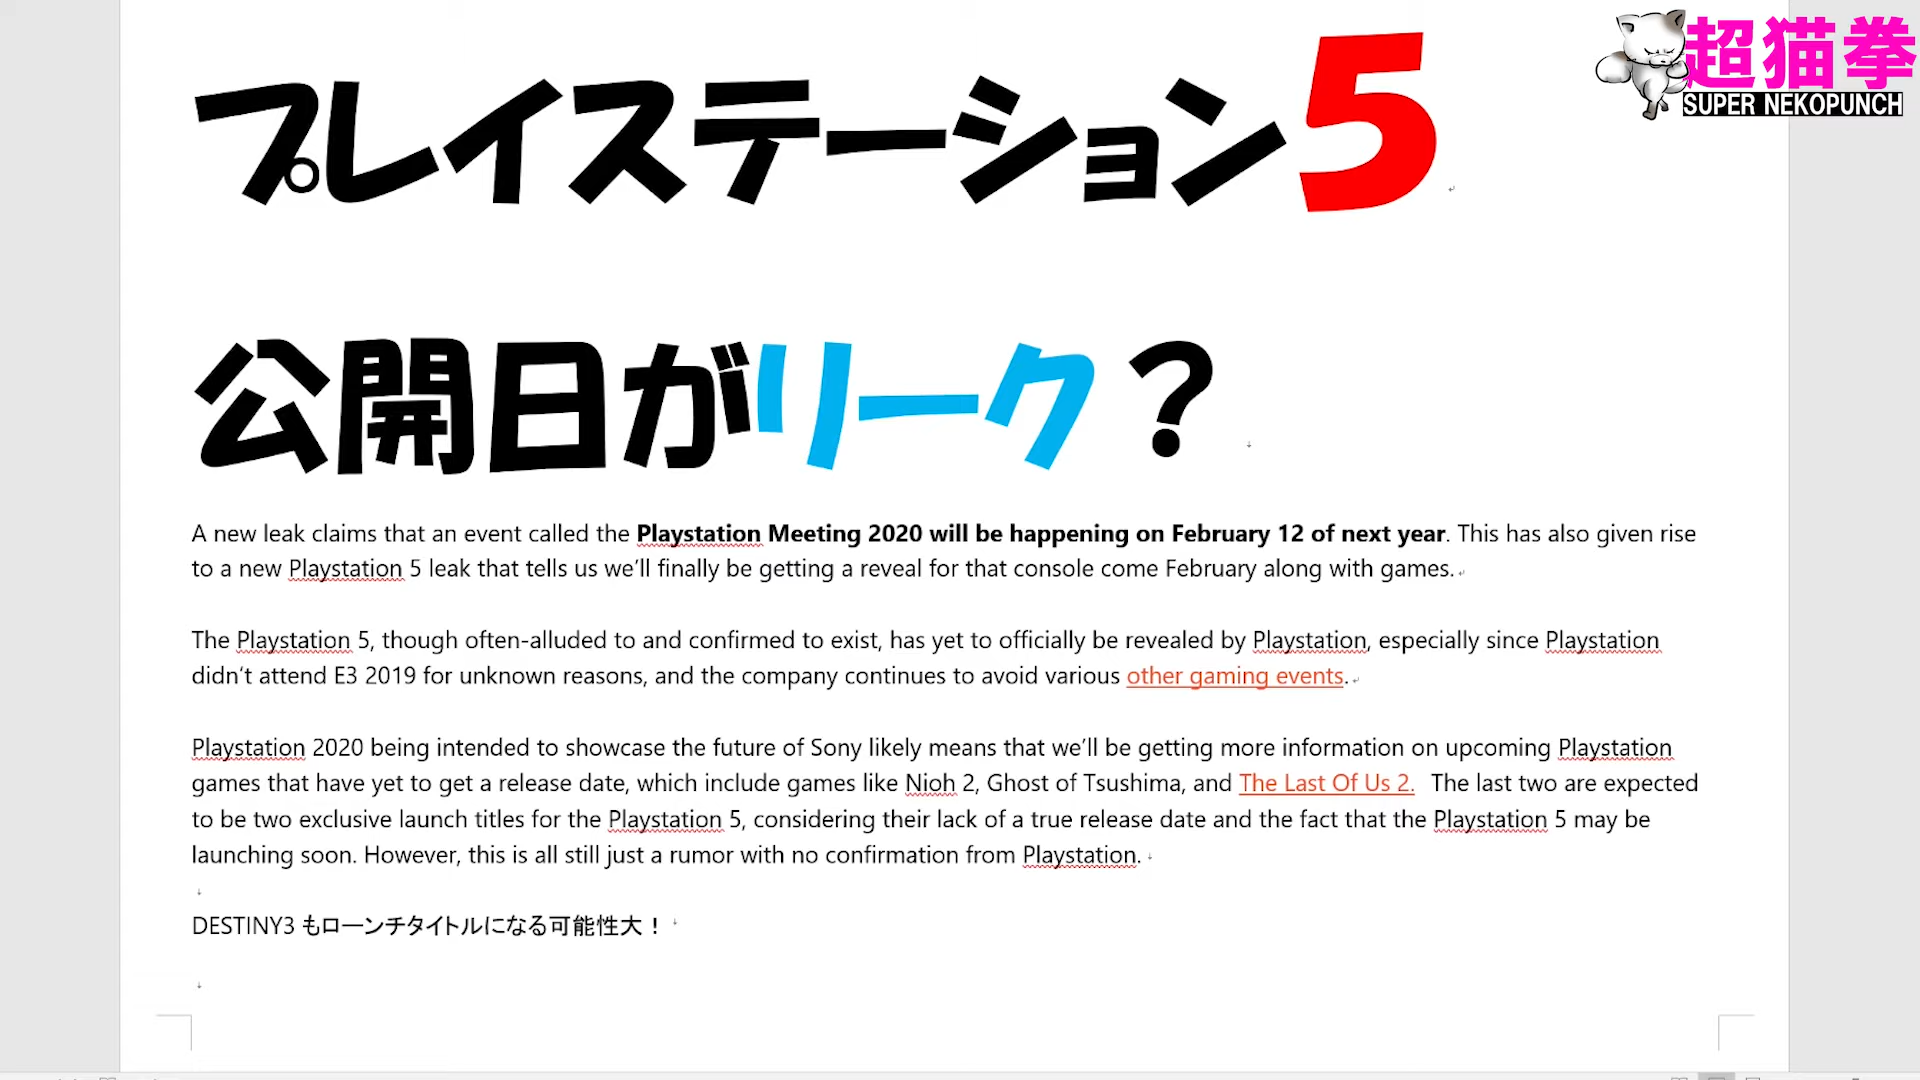 超猫拳
SUPER NEKOPUNCH
プレイステーション5
公開日がリーク？
A new leak claims that an event called the Playstation Meeting 2020 will be happening on February 12 of next year. This has also given rise
to a new Playstation 5 leak that tells us we’ll finally be getting a reveal for that console come February along with games.
The Playstation 5, though often-alluded to and confirmed to exist, has yet to officially be revealed by Playstation, especially since Playstation
didn’t attend E3 2019 for unknown reasons, and the company continues to avoid various other gaming events.
Playstation 2020 being intended to showcase the future of Sony likely means that we’ll be getting more information on upcoming Playstation
games that have yet to get a release date, which include games like Nioh 2, Ghost of Tsushima, and The Last Of Us 2. The last two are expected
to be two exclusive launch titles for the Playstation 5, considering their lack of a true release date and the fact that the Playstation 5 may be
launching soon. However, this is all still just a rumor with no confirmation from Playstation.
DESTINY3 もローンチタイトルになる可能性大！